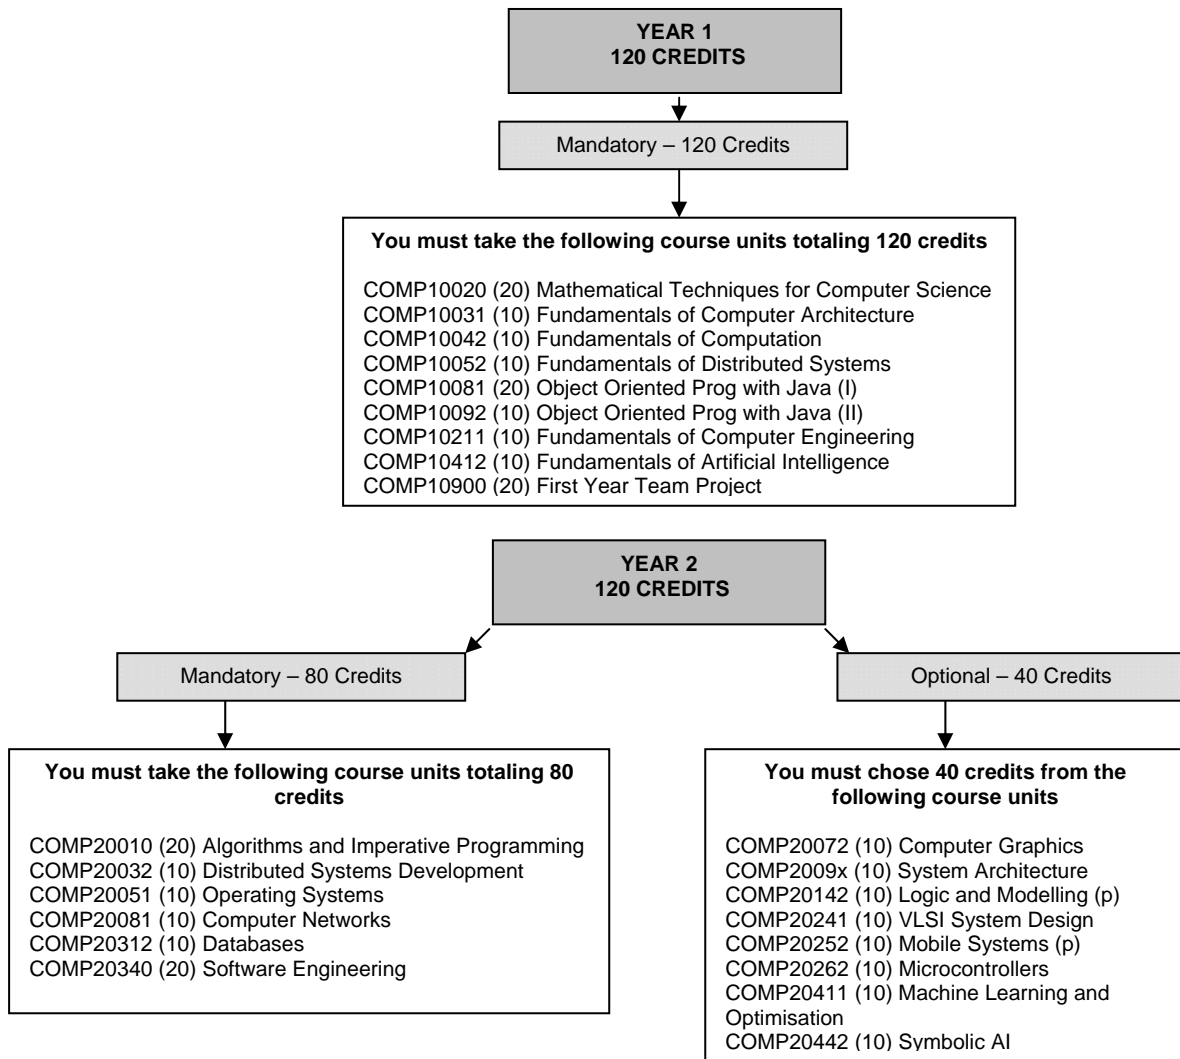 YEAR 1
120 CREDITS
Mandatory – 120 Credits
You must take the following course units totaling 120 credits
COMP10020 (20) Mathematical Techniques for Computer Science
COMP10031 (10) Fundamentals of Computer Architecture
COMP10042 (10) Fundamentals of Computation
COMP10052 (10) Fundamentals of Distributed Systems
COMP10081 (20) Object Oriented Prog with Java (I)
COMP10092 (10) Object Oriented Prog with Java (II)
COMP10211 (10) Fundamentals of Computer Engineering
COMP10412 (10) Fundamentals of Artificial Intelligence
COMP10900 (20) First Year Team Project
YEAR 2
120 CREDITS
Mandatory – 80 Credits
You must take the following course units totaling 80
credits
COMP20010 (20) Algorithms and Imperative Programming
COMP20032 (10) Distributed Systems Development
COMP20051 (10) Operating Systems
COMP20081 (10) Computer Networks
COMP20312 (10) Databases
COMP20340 (20) Software Engineering
Optional – 40 Credits
You must chose 40 credits from the
following course units
COMP20072 (10) Computer Graphics
COMP2009x (10) System Architecture
COMP20142 (10) Logic and Modelling (p)
COMP20241 (10) VLSI System Design
COMP20252 (10) Mobile Systems (p)
COMP20262 (10) Microcontrollers
COMP20411 (10) Machine Learning and
Optimisation
COMP20442 (10) Symbolic AI